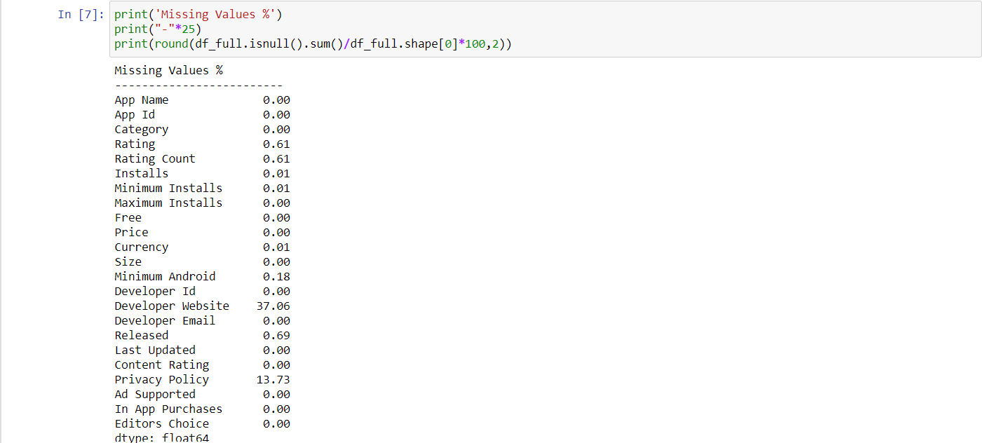 In [7]: print('Missing Values %')
print("-"*25)
print(round(df_full.isnull().sum()/df_full.shape[0]*100,2))
Missing Values %
-------------------------
App Name 0.00
App Id 0.00
Category 0.00
Rating 0.61
Rating Count 0.61
Installs 0.01
Minimum Installs 0.01
Maximum Installs 0.00
Free 0.00
Price 0.00
Currency 0.01
Size 0.00
Minimum Android 0.18
Developer Id 0.00
Developer Website 37.06
Developer Email 0.00
Released 0.69
Last Updated 0.00
Content Rating 0.00
Privacy Policy 13.73
Ad Supported 0.00
In App Purchases 0.00
Editors Choice 0.00
dtype: float64